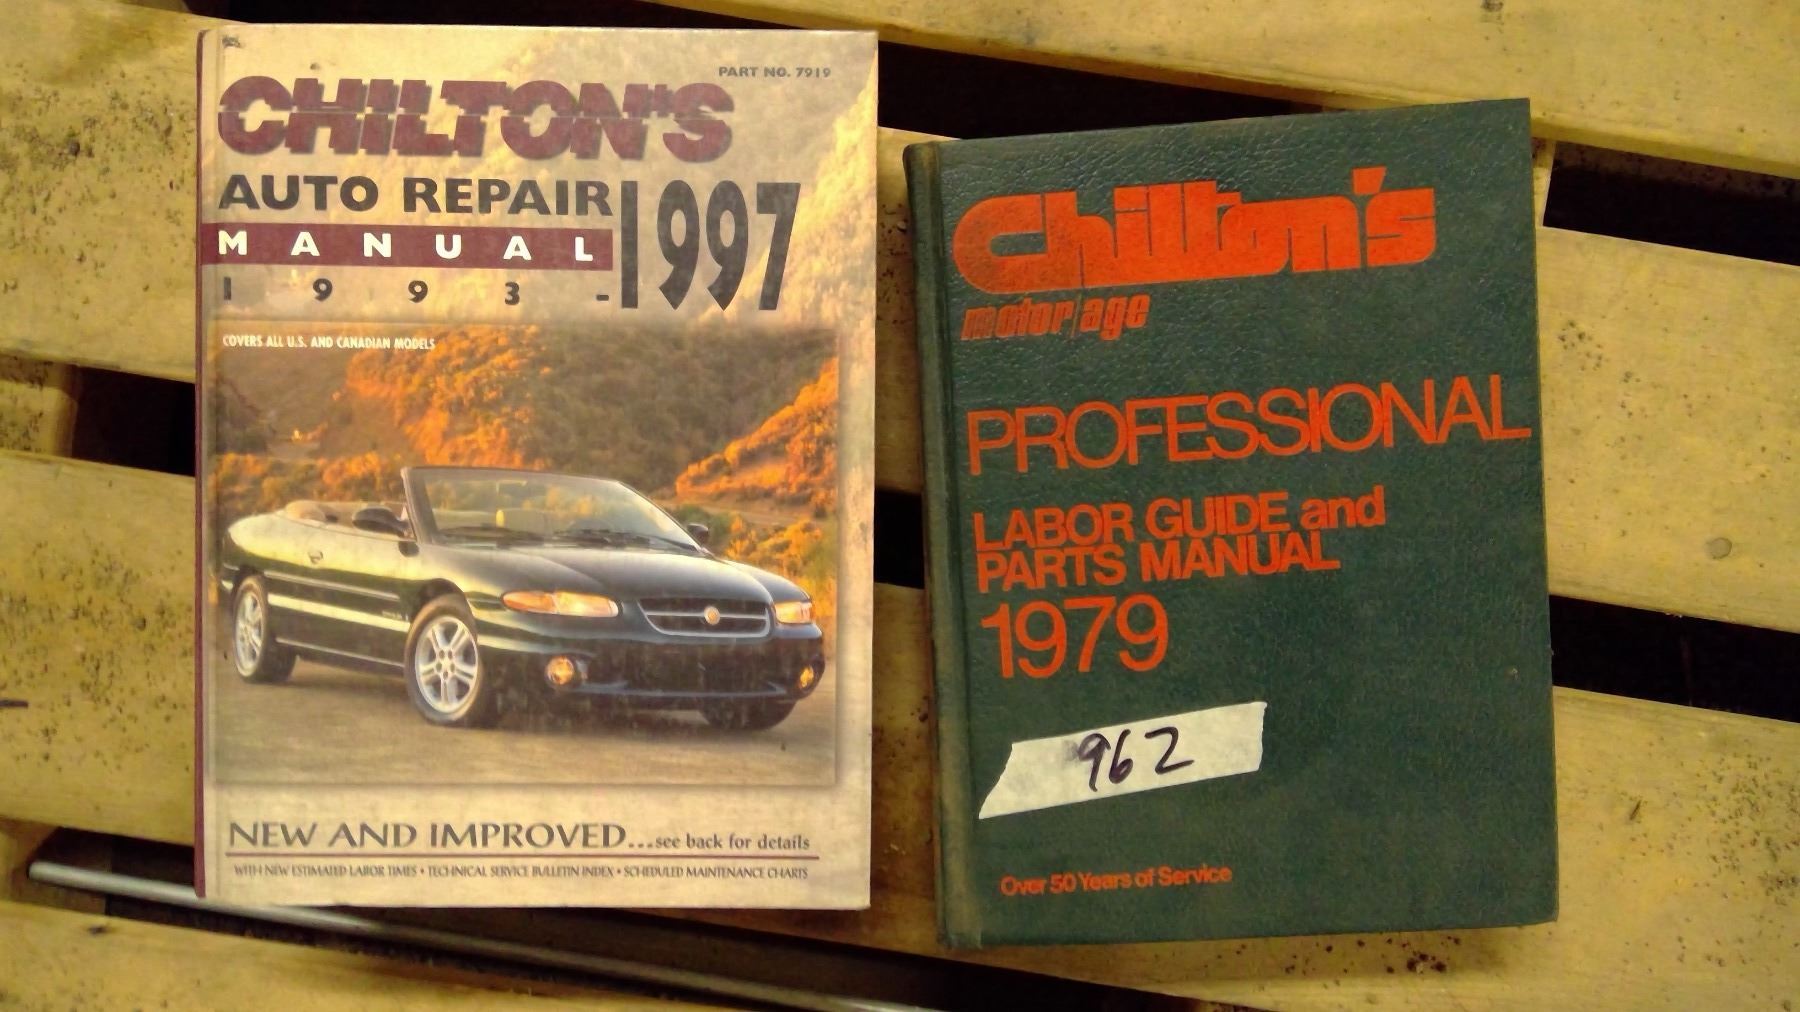 PART NO. 7919
CHILTON'S
AUTO REPAIR
MANUAL
1993-1997
COVERS ALL U.S. AND CANADIAN MODELS
NEW AND IMPROVED...see back for details
WITH NEW ESTIMATED LABOR TIMES • TECHNICAL SERVICE BULLETIN INDEX • SCHEDULED MAINTENANCE CHARTS
Chilton's
motor/age
PROFESSIONAL
LABOR GUIDE and
PARTS MANUAL
1979
962
Over 50 Years of Service